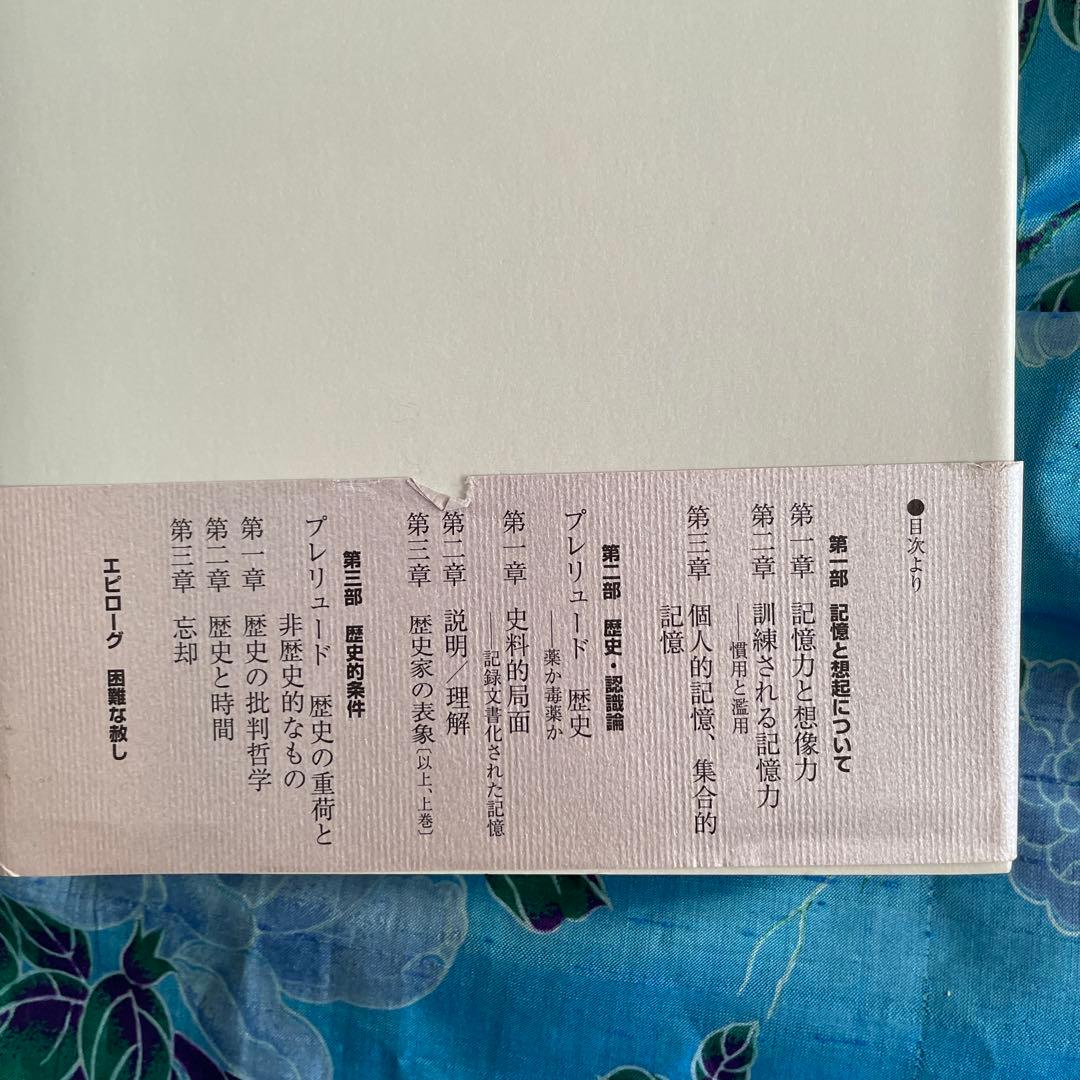 ●目次より
第一部 記憶と想起について
第一章 記憶力と想像力
第二章 訓練される記憶力
――慣用と濫用
第三章 個人的記憶、集合的
記憶
第二部 歴史・認識論
プレリュード 歴史
――薬か毒薬か
第一章 史料的局面
――記録文書化された記憶
第二章 説明／理解
第三章 歴史家の表象〔以上、上巻〕
第三部 歴史的条件
プレリュード 歴史の重荷と
非歴史的なもの
第一章 歴史の批判哲学
第二章 歴史と時間
第三章 忘却
エピローグ 困難な赦し